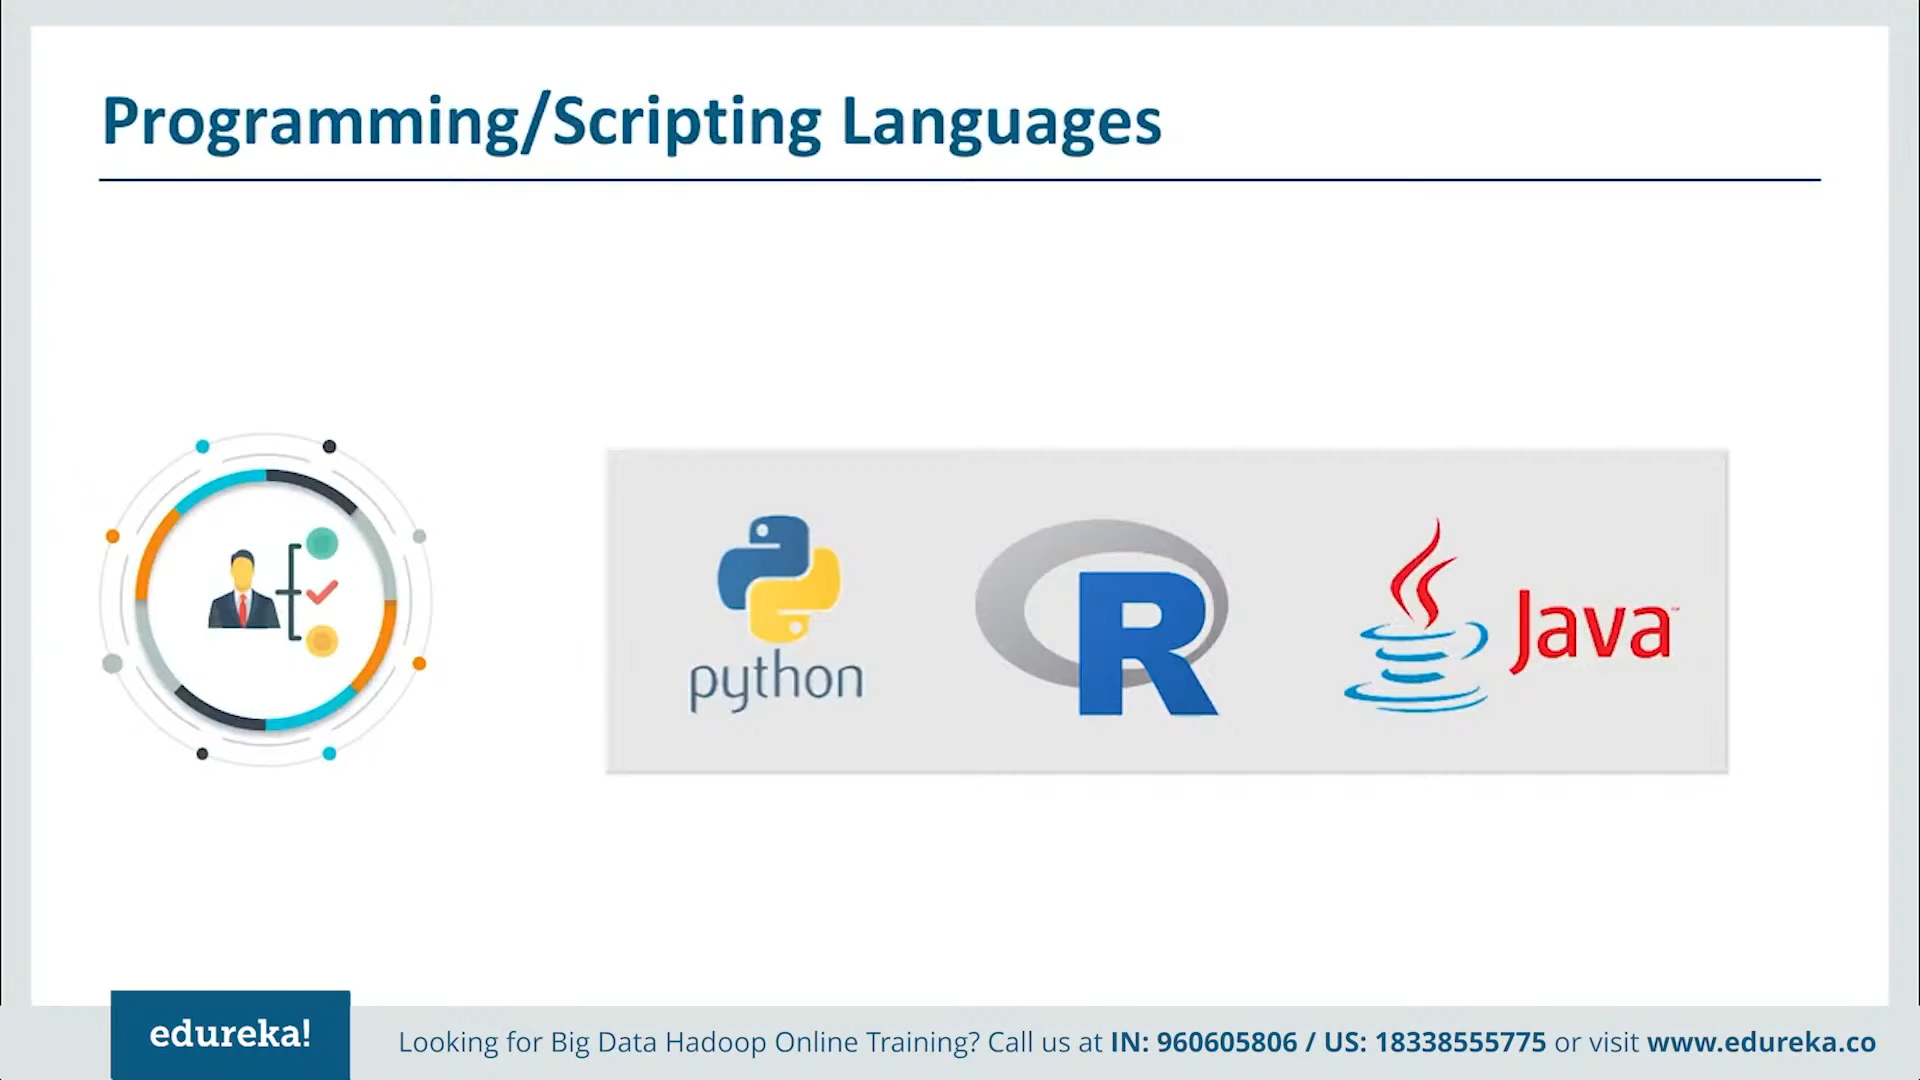 Programming/Scripting Languages
python
R
Java™
edureka!
Looking for Big Data Hadoop Online Training? Call us at IN: 960605806 / US: 18338555775 or visit www.edureka.co